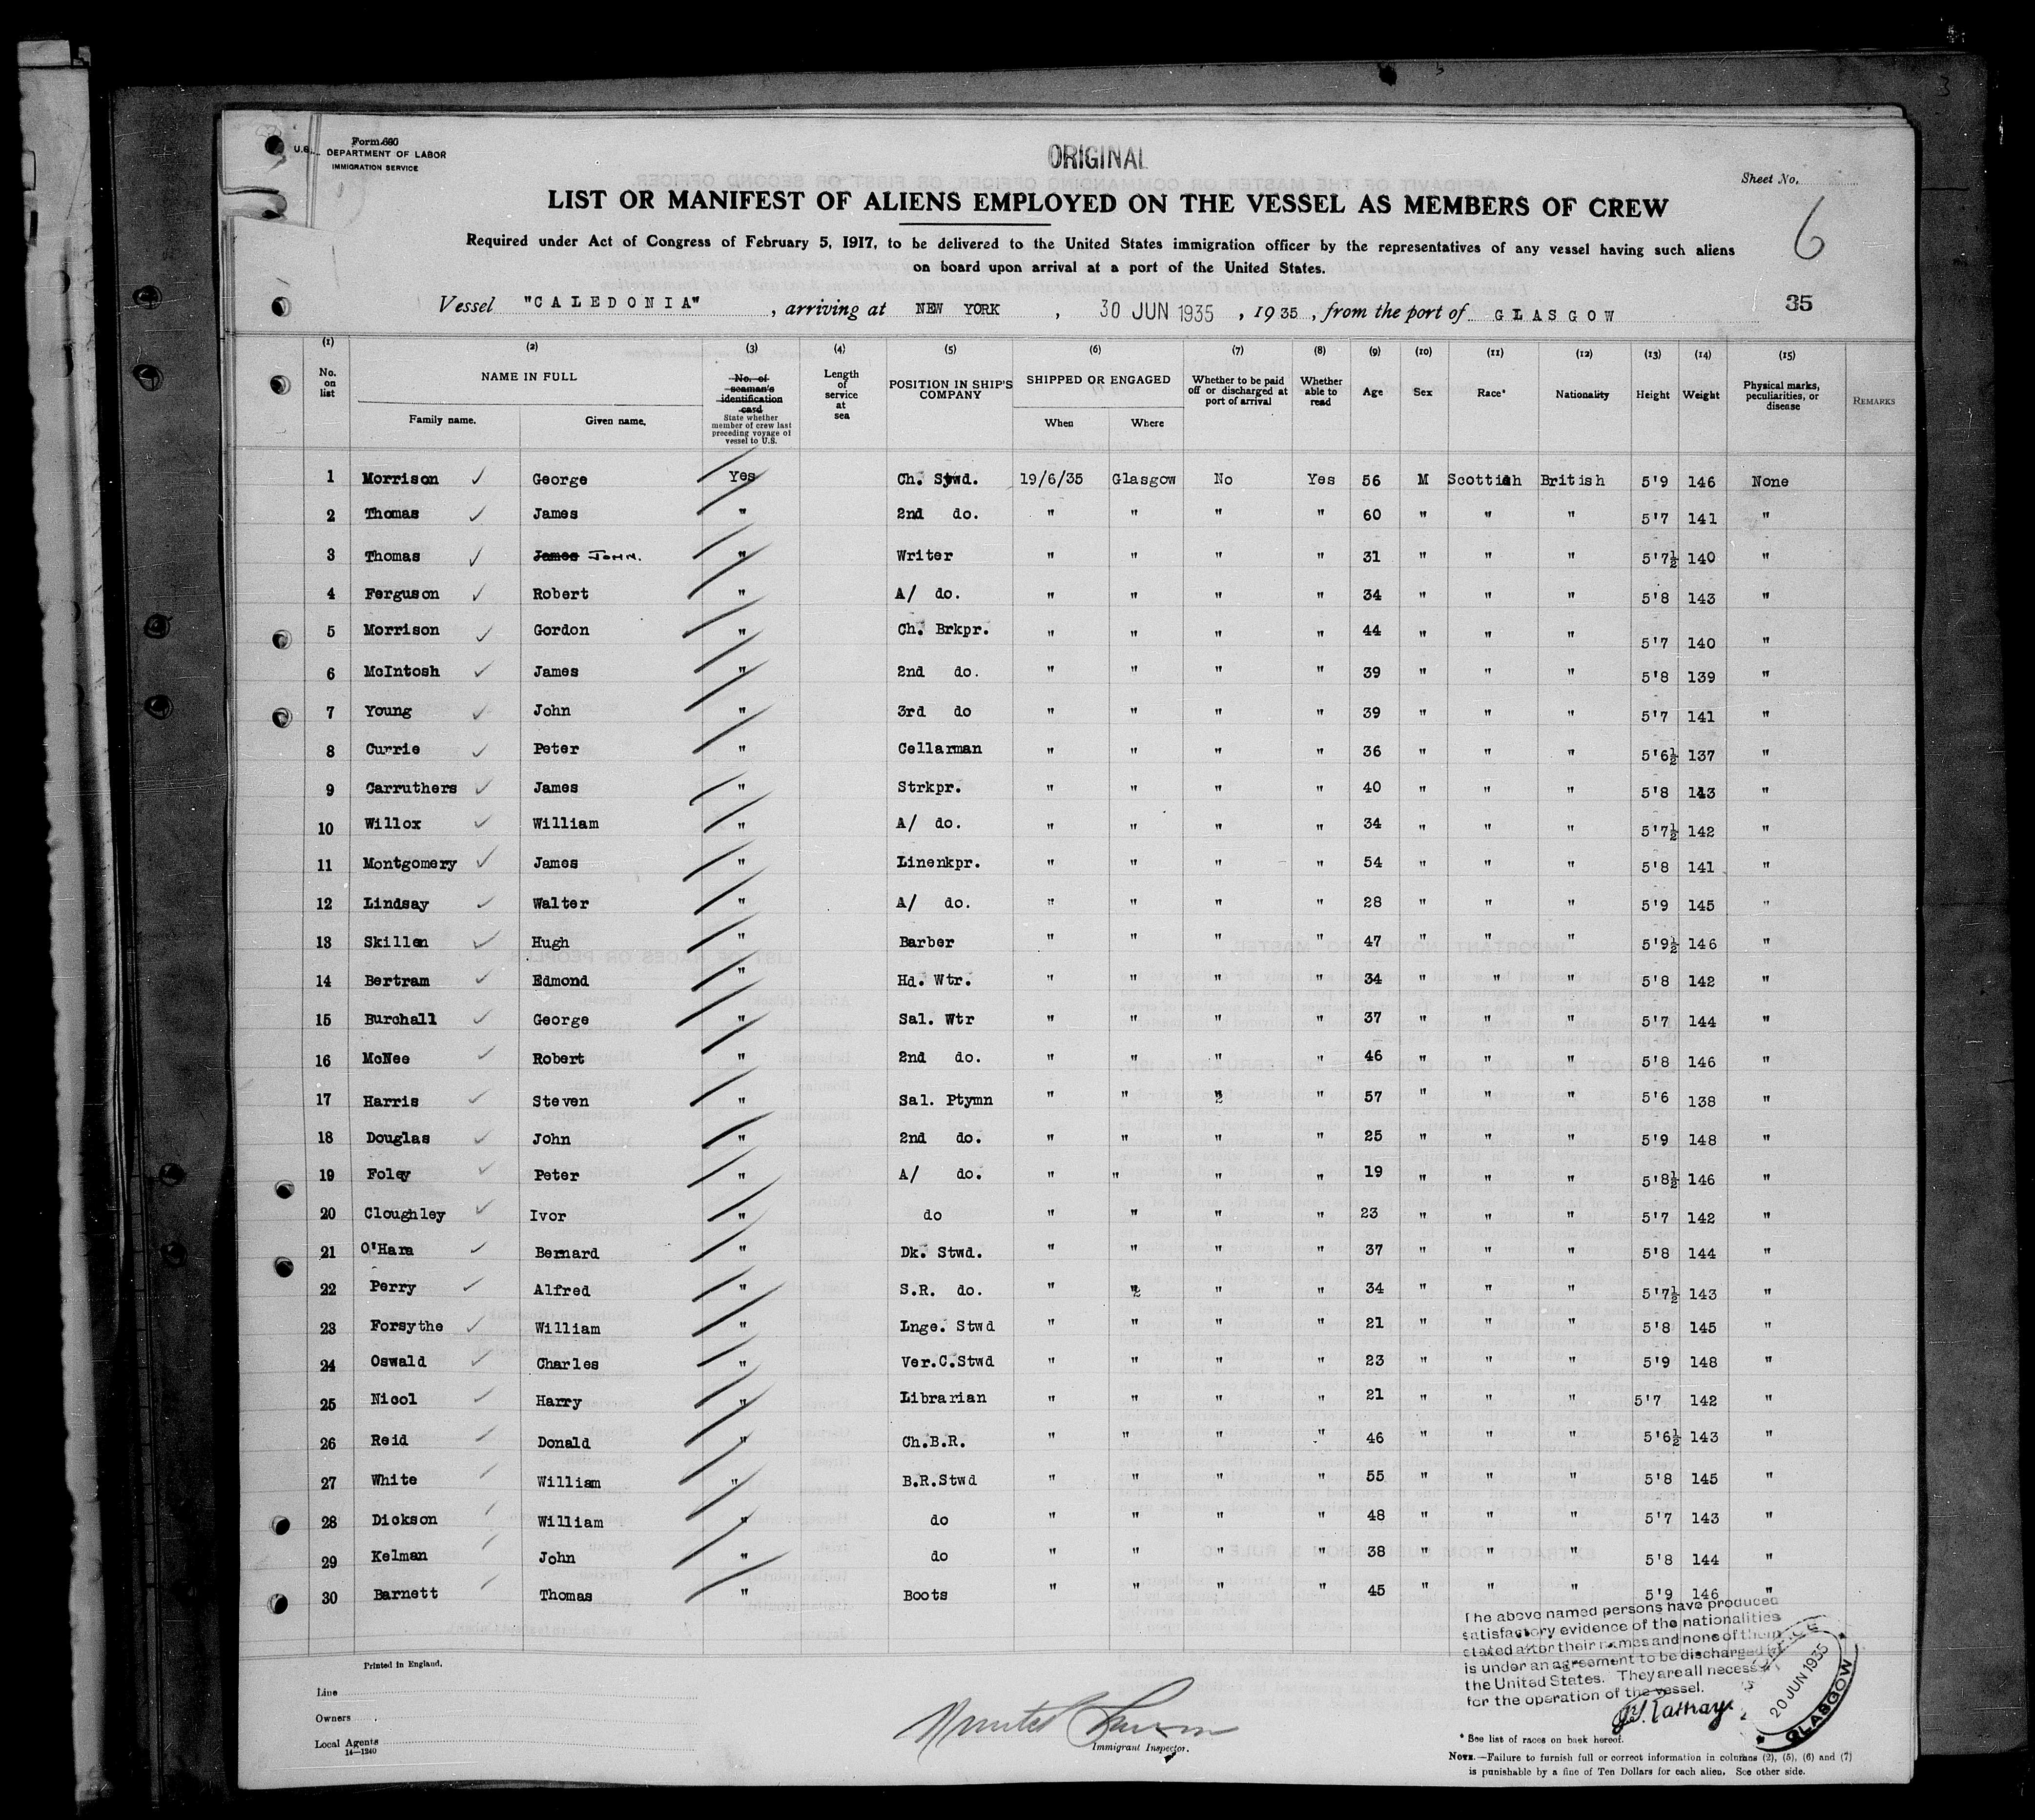 Form 680
U.S. DEPARTMENT OF LABOR
IMMIGRATION SERVICE
ORIGINAL
Sheet No.
6
LIST OR MANIFEST OF ALIENS EMPLOYED ON THE VESSEL AS MEMBERS OF CREW
Required under Act of Congress of February 5, 1917, to be delivered to the United States immigration officer by the representatives of any vessel having such aliens
on board upon arrival at a port of the United States.
Vessel "CALEDONIA" , arriving at NEW YORK , 30 JUN 1935 , 1935 , from the port of GLASGOW
35
(1) (2) (3) (4) (5) (6) (7) (8) (9) (10) (11) (12) (13) (14) (15)
No. on list NAME IN FULL Family name. Given name. No. of seaman's identification card State whether member of crew last preceding voyage of vessel to U.S. Length of service at sea POSITION IN SHIP'S COMPANY SHIPPED OR ENGAGED When Where Whether to be paid off or discharged at port of arrival Whether able to read Age Sex Race* Nationality Height Weight Physical marks, peculiarities, or disease REMARKS
1 Morrison ✓ George Yes Ch. Stwd. 19/6/35 Glasgow No Yes 56 M Scottish British 5'9 146 None
2 Thomas ✓ James " 2nd do. " " " " 60 " " " 5'7 141 "
3 Thomas ✓ James JOHN. " Writer " " " " 31 " " " 5'7½ 140 "
4 Ferguson ✓ Robert " A/ do. " " " " 34 " " " 5'8 143 "
5 Morrison ✓ Gordon " Ch. Brkpr. " " " " 44 " " " 5'7 140 "
6 McIntosh ✓ James " 2nd do. " " " " 39 " " " 5'8 139 "
7 Young ✓ John " 3rd do " " " " 39 " " " 5'7 141 "
8 Currie ✓ Peter " Cellarman " " " " 36 " " " 5'6½ 137 "
9 Carruthers ✓ James " Strkpr. " " " " 40 " " " 5'8 143 "
10 Willox ✓ William " A/ do. " " " " 34 " " " 5'7½ 142 "
11 Montgomery ✓ James " Linenkpr. " " " " 54 " " " 5'8 141 "
12 Lindsay ✓ Walter " A/ do. " " " " 28 " " " 5'9 145 "
13 Skillen ✓ Hugh " Barber " " " " 47 " " " 5'9½ 146 "
14 Bertram ✓ Edmond " Hd. Wtr. " " " " 34 " " " 5'8 142 "
15 Burchall ✓ George " Sal. Wtr " " " " 37 " " " 5'7 144 "
16 McNee ✓ Robert " 2nd do. " " " " 46 " " " 5'8 146 "
17 Harris ✓ Steven " Sal. Ptymn " " " " 57 " " " 5'6 138 "
18 Douglas ✓ John " 2nd do. " " " " 25 " " " 5'9 148 "
19 Foley ✓ Peter " A/ do. " " " " 19 " " " 5'8½ 146 "
20 Cloughley ✓ Ivor " do " " " " 23 " " " 5'7 142 "
21 O'Hara ✓ Bernard " Dk. Stwd. " " " " 37 " " " 5'8 144 "
22 Perry ✓ Alfred " S.R. do. " " " " 34 " " " 5'7½ 143 "
23 Forsythe ✓ William " Lnge. Stwd " " " " 21 " " " 5'8 145 "
24 Oswald ✓ Charles " Ver.C.Stwd " " " " 23 " " " 5'9 148 "
25 Nicol ✓ Harry " Librarian " " " " 21 " " " 5'7 142 "
26 Reid Donald " Ch.B.R. " " " " 46 " " " 5'6½ 143 "
27 White William " B.R.Stwd " " " " 55 " " " 5'8 145 "
28 Dickson William " do " " " " 48 " " " 5'7 143 "
29 Kelman John " do " " " " 38 " " " 5'8 144 "
30 Barnett Thomas " Boots " " " " 45 " " " 5'9 146 "
The above named persons have produced
satisfactory evidence of the nationalities
stated after their names and none of them
is under an agreement to be discharged in
the United States. They are all necessary
for the operation of the vessel.
20 JUN 1935
GLASGOW
Printed in England.
Line
Owners
Local Agents
14—1240
Immigrant Inspector.
* See list of races on back hereof.
NOTE.—Failure to furnish full or correct information in columns (2), (5), (6) and (7)
is punishable by a fine of Ten Dollars for each alien. See other side.